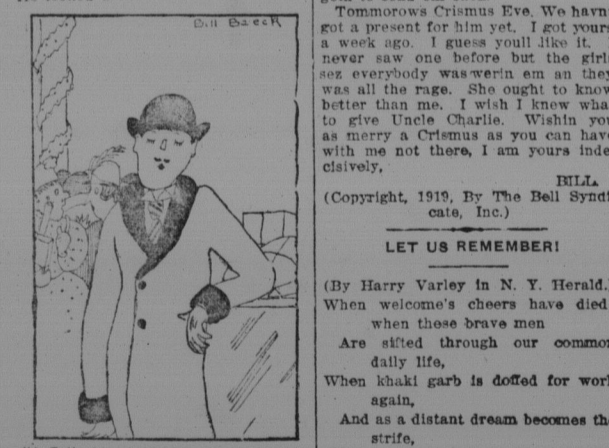 Bill Breck
Tommorows Crismus Eve. We havn
got a present for him yet. I got yours
a week ago. I guess youll like it. I
never saw one before but the girl
sez everybody was werin em an they
was all the rage. She ought to know
better than me. I wish I knew wha
to give Uncle Charlie. Wishin you
as merry a Crismus as you can have
with me not there, I am yours inde
cisively,
BILL
(Copyright, 1919, By The Bell Syndi
cate, Inc.)
LET US REMEMBER!
(By Harry Varley in N. Y. Herald.
When welcome's cheers have died
when these brave men
Are sifted through our common
daily life,
When khaki garb is doffed for work
again,
And as a distant dream becomes th
strife,